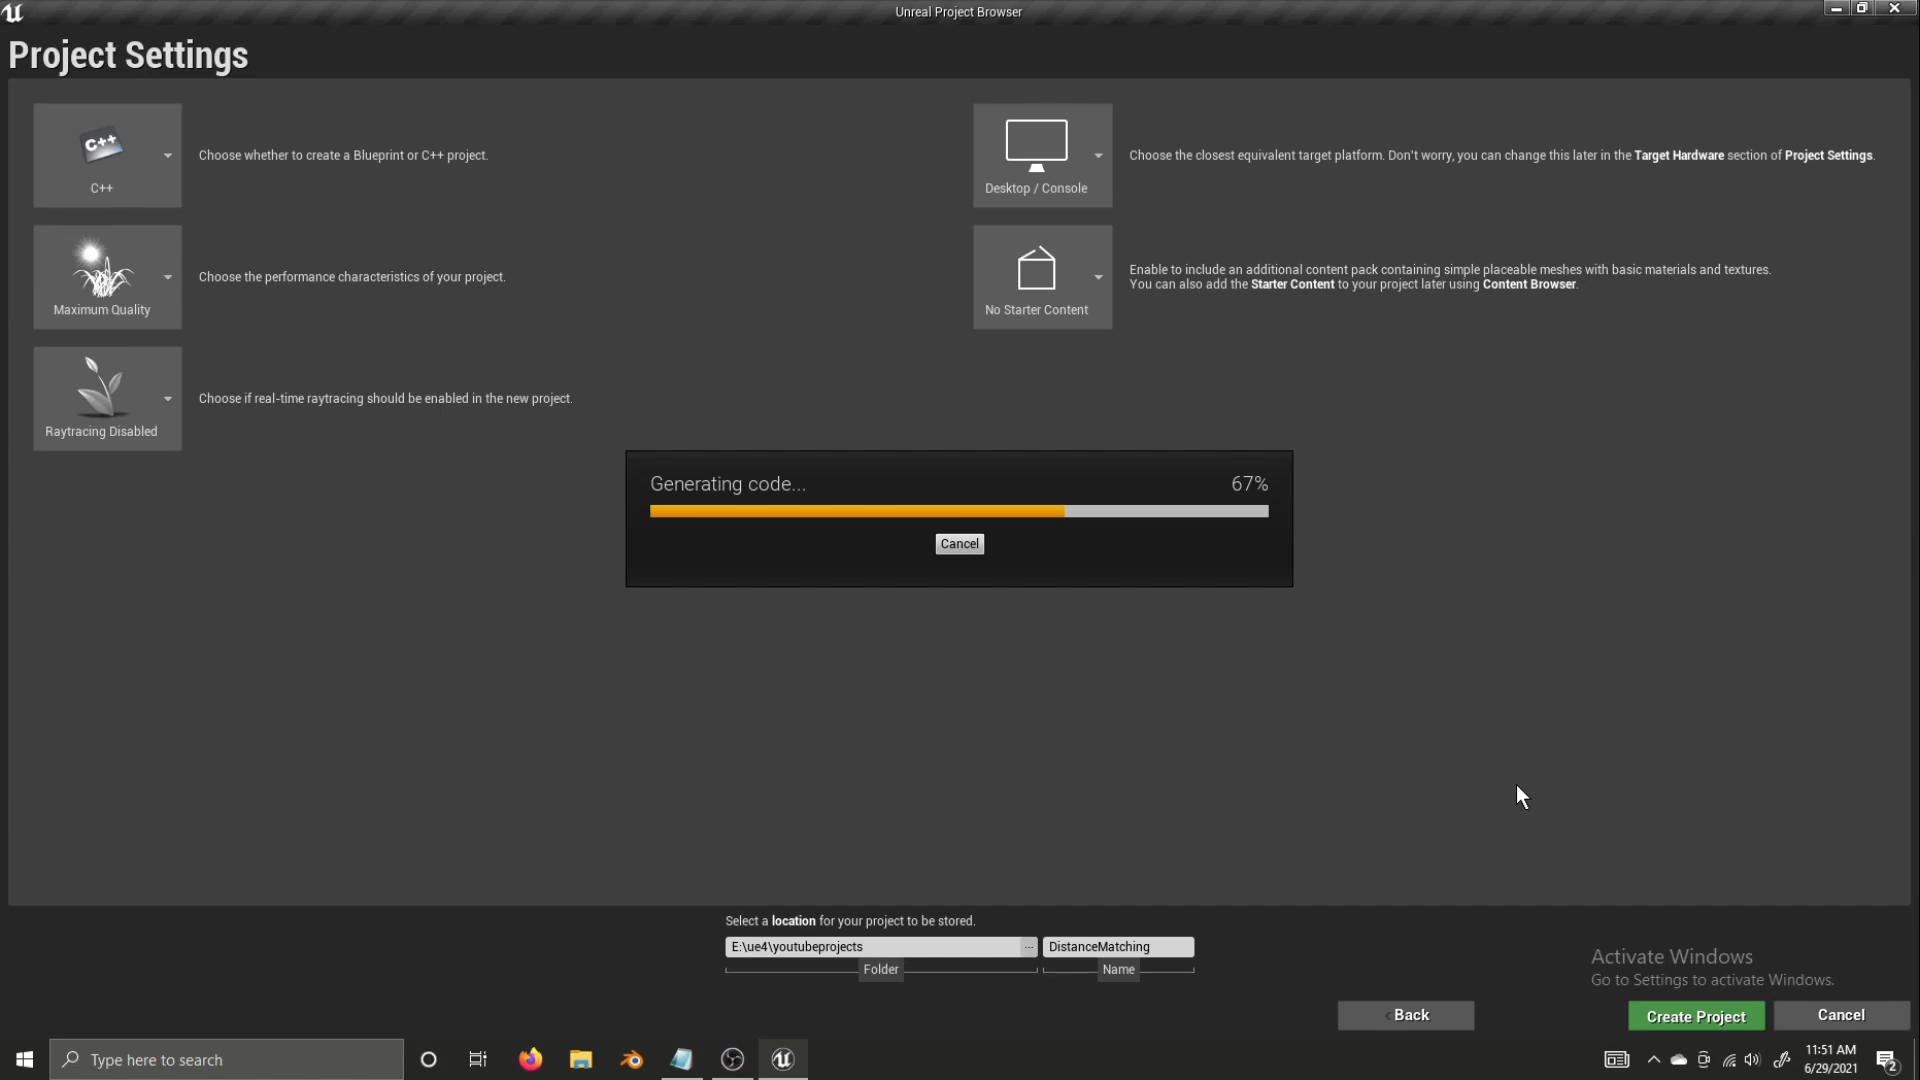 Unreal Project Browser
Project Settings
C++
C++
Choose whether to create a Blueprint or C++ project.
Desktop / Console
Choose the closest equivalent target platform. Don't worry, you can change this later in the Target Hardware section of Project Settings.
Maximum Quality
Choose the performance characteristics of your project.
No Starter Content
Enable to include an additional content pack containing simple placeable meshes with basic materials and textures.
You can also add the Starter Content to your project later using Content Browser.
Raytracing Disabled
Choose if real-time raytracing should be enabled in the new project.
Generating code... 67%
Cancel
Select a location for your project to be stored.
E:\ue4\youtubeprojects ... DistanceMatching
Folder Name
Activate Windows
Go to Settings to activate Windows.
Back Create Project Cancel
Type here to search
11:51 AM
6/29/2021
2